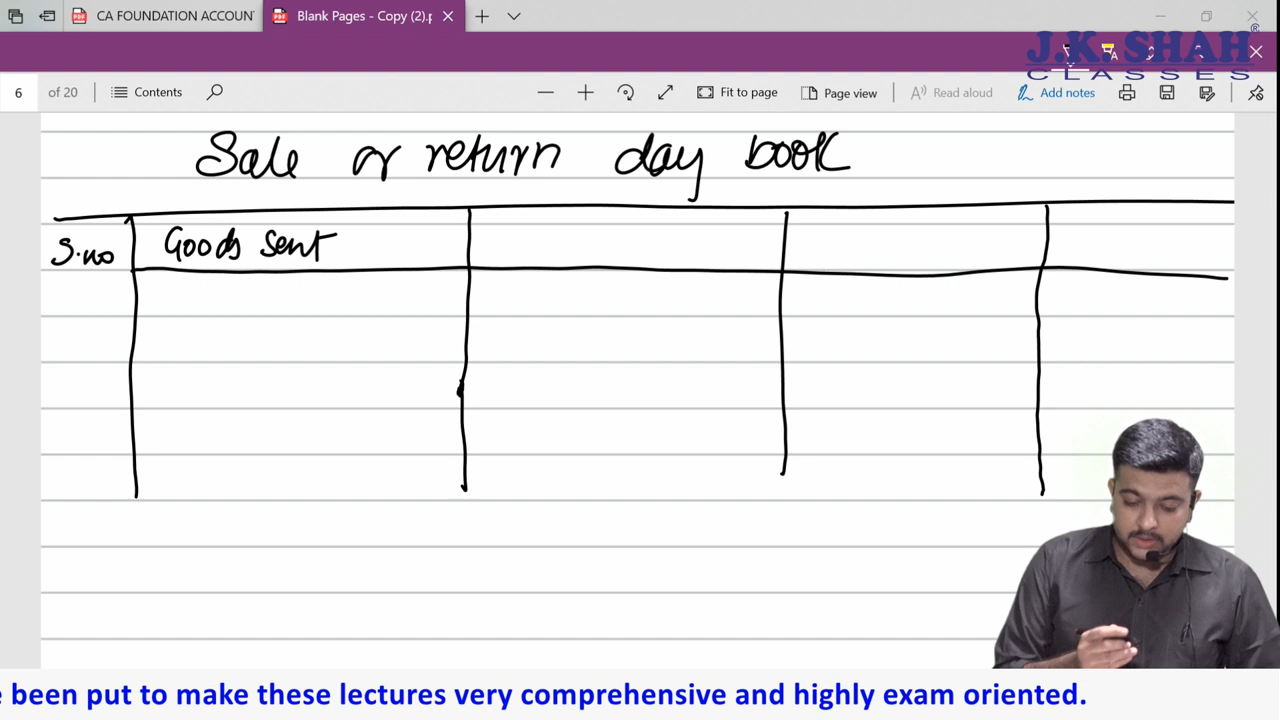 CA FOUNDATION ACCOUN
Blank Pages - Copy (2).p
J.K. SHAH®
CLASSES
6 of 20
Contents
Fit to page
Page view
Read aloud
Add notes
Sale or return day book
S.no
Goods sent
been put to make these lectures very comprehensive and highly exam oriented.